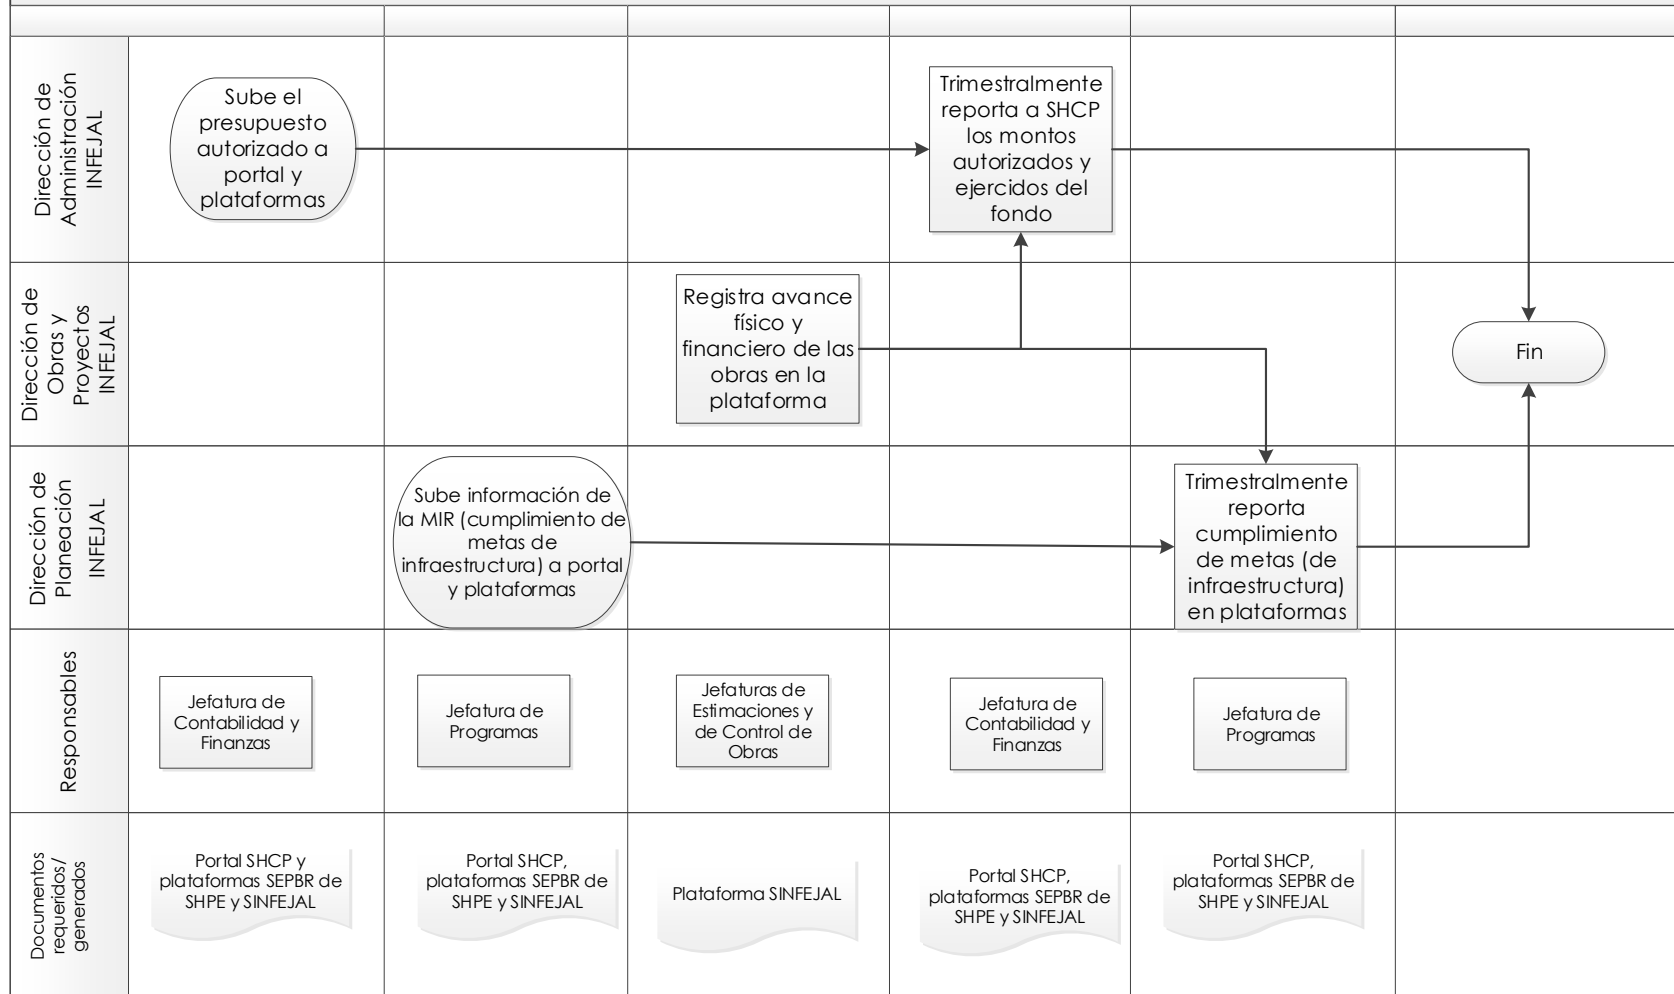 Dirección de
Administración
INFEJAL
Sube el
presupuesto
autorizado a
portal y
plataformas
Trimestralmente
reporta a SHCP
los montos
autorizados y
ejercidos del
fondo
Dirección de
Obras y
Proyectos
INFEJAL
Registra avance
físico y
financiero de las
obras en la
plataforma
Fin
Dirección de
Planeación
INFEJAL
Sube información de
la MIR (cumplimiento de
metas de
infraestructura) a portal
y plataformas
Trimestralmente
reporta
cumplimiento
de metas (de
infraestructura)
en plataformas
Responsables
Jefatura de
Contabilidad y
Finanzas
Jefatura de
Programas
Jefaturas de
Estimaciones y
de Control de
Obras
Jefatura de
Contabilidad y
Finanzas
Jefatura de
Programas
Documentos
requeridos/
generados
Portal SHCP y
plataformas SEPBR de
SHPE y SINFEJAL
Portal SHCP,
plataformas SEPBR de
SHPE y SINFEJAL
Plataforma SINFEJAL
Portal SHCP,
plataformas SEPBR de
SHPE y SINFEJAL
Portal SHCP,
plataformas SEPBR de
SHPE y SINFEJAL